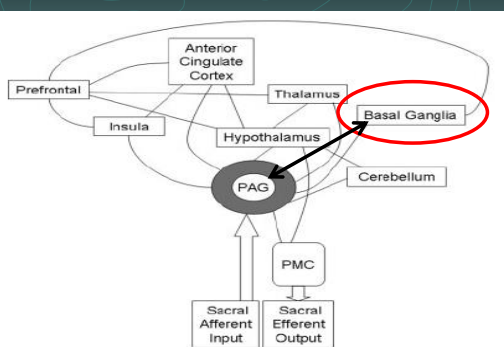 Anterior
Cingulate
Cortex
Prefrontal
Thalamus
Basal Ganglia
Insula
Hypothalamus
Cerebellum
PAG
PMC
Sacral
Afferent
Input
Sacral
Efferent
Output